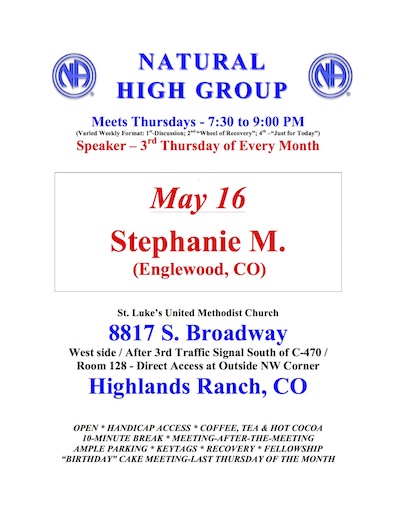 NATURAL
HIGH GROUP
NA
NA
Meets Thursdays - 7:30 to 9:00 PM
(Varied Weekly Format: 1st-Discussion; 2nd-"Wheel of Recovery"; 4th –"Just for Today")
Speaker – 3rd Thursday of Every Month
May 16
Stephanie M.
(Englewood, CO)
St. Luke's United Methodist Church
8817 S. Broadway
West side / After 3rd Traffic Signal South of C-470 /
Room 128 - Direct Access at Outside NW Corner
Highlands Ranch, CO
OPEN * HANDICAP ACCESS * COFFEE, TEA & HOT COCOA
10-MINUTE BREAK * MEETING-AFTER-THE-MEETING
AMPLE PARKING * KEYTAGS * RECOVERY * FELLOWSHIP
"BIRTHDAY" CAKE MEETING-LAST THURSDAY OF THE MONTH